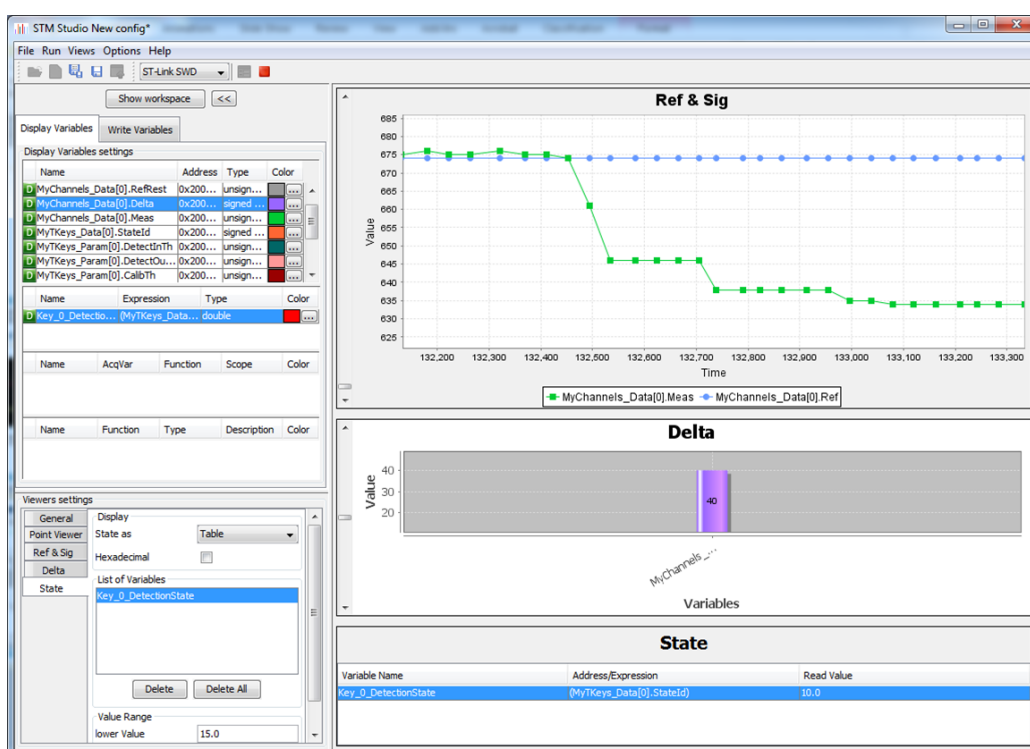 STM Studio New config*
File Run Views Options Help
ST-Link SWD
Show workspace <<
Display Variables Write Variables
Display Variables settings
Name Address Type Color
D MyChannels_Data[0].RefRest 0x200... unsign... ...
D MyChannels_Data[0].Delta 0x200... signed ... ...
D MyChannels_Data[0].Meas 0x200... unsign... ...
D MyTKeys_Data[0].StateId 0x200... signed ... ...
D MyTKeys_Param[0].DetectInTh 0x200... unsign... ...
D MyTKeys_Param[0].DetectOu... 0x200... unsign... ...
D MyTKeys_Param[0].CalibTh 0x200... unsign... ...
Name Expression Type Color
D Key_0_Detectio... (MyTKeys_Data... double ...
Name AcqVar Function Scope Color
Name Function Type Description Color
Viewers settings
General
Point Viewer
Ref & Sig
Delta
State
Display
State as Table
Hexadecimal
List of Variables
Key_0_DetectionState
Delete Delete All
Value Range
lower Value 15.0
Ref & Sig
Value
685
680
675
670
665
660
655
650
645
640
635
630
625
132,200 132,300 132,400 132,500 132,600 132,700 132,800 132,900 133,000 133,100 133,200 133,300
Time
MyChannels_Data[0].Meas MyChannels_Data[0].Ref
Delta
Value
40
30
20
40
MyChannels_...
Variables
State
Variable Name Address/Expression Read Value
Key_0_DetectionState (MyTKeys_Data[0].StateId) 10.0